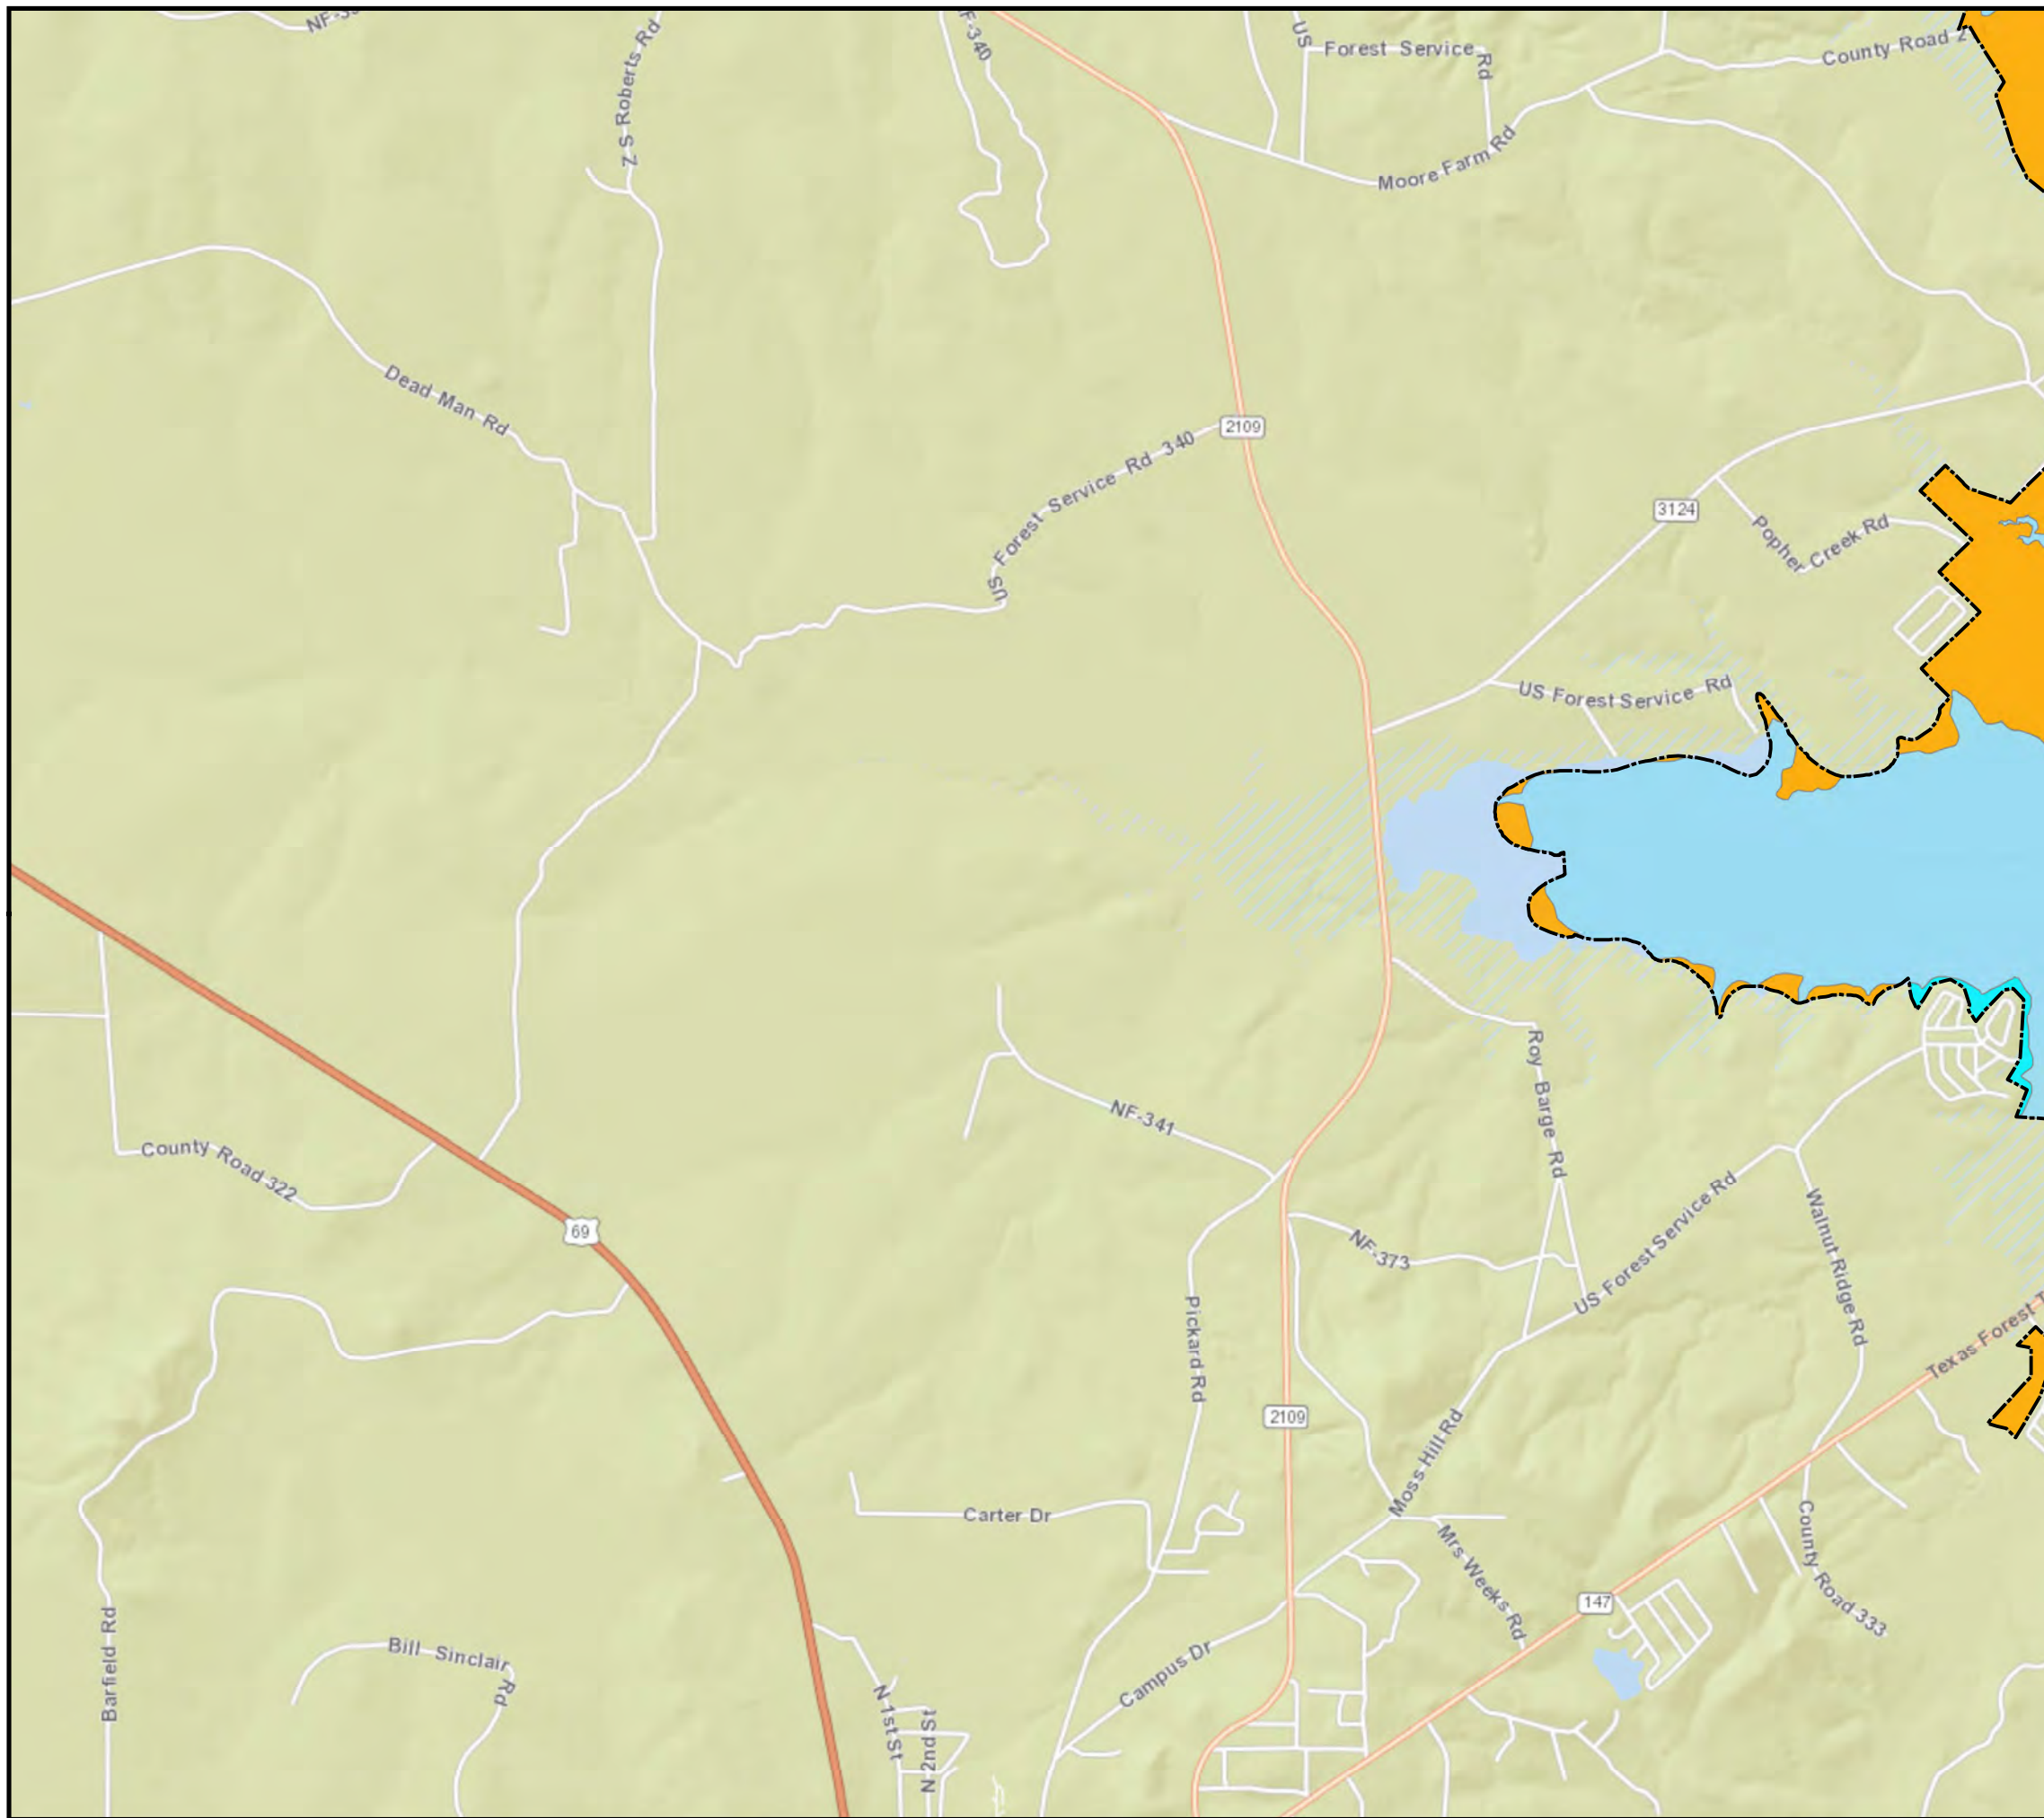 NF-3
Z S Roberts Rd
F-340
US Forest Service Rd
County Road 2
Moore Farm Rd
Dead Man Rd
2109
US Forest Service Rd 340
3124
Popher Creek Rd
US Forest Service Rd
Roy Barge Rd
NF-341
County Road 322
69
NF-373
US Forest Service Rd
Walnut Ridge Rd
Pickard Rd
Texas Forest T
2109
Moss Hill Rd
Carter Dr
Mrs Weeks Rd
County Road 333
147
Barfield Rd
Bill Sinclair Rd
Campus Dr
N 1st St
N 2nd St